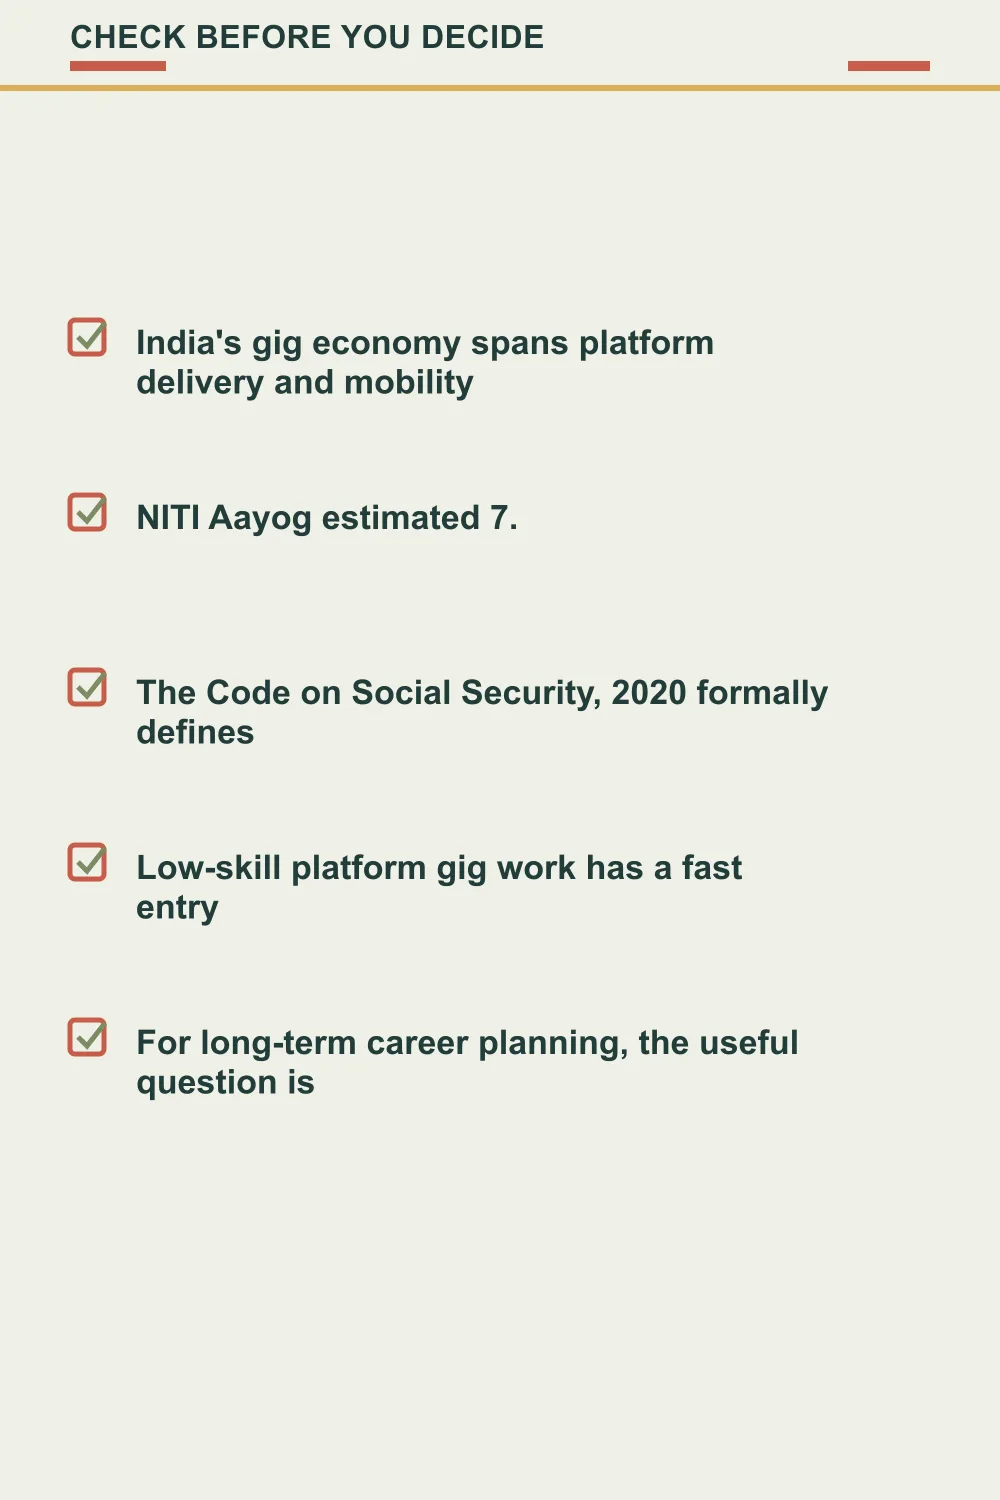 CHECK BEFORE YOU DECIDE
India's gig economy spans platform
delivery and mobility
NITI Aayog estimated 7.
The Code on Social Security, 2020 formally
defines
Low-skill platform gig work has a fast
entry
For long-term career planning, the useful
question is